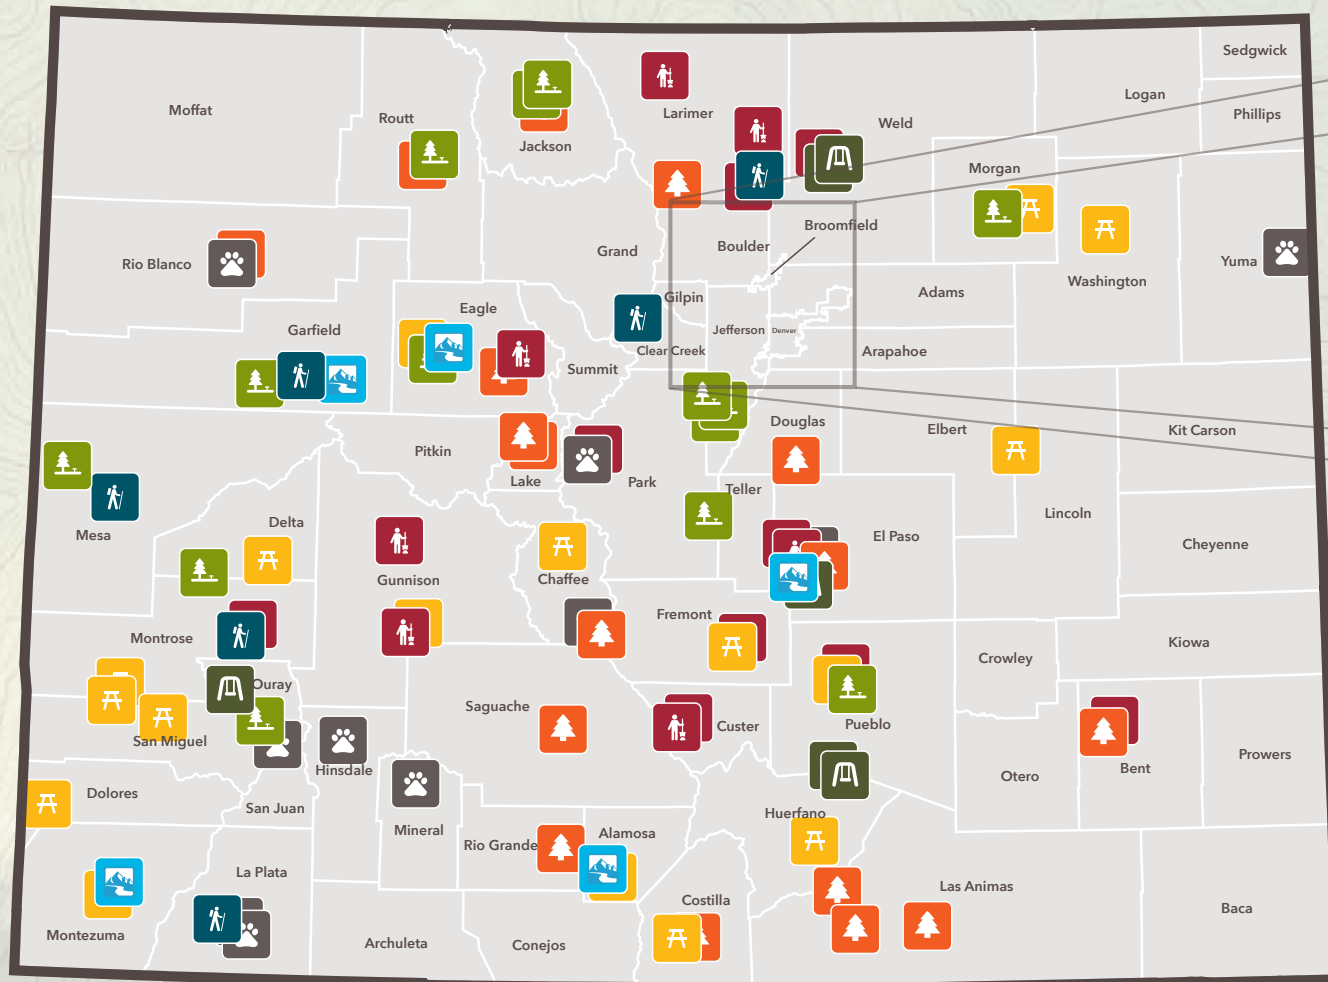 Sedgwick
Moffat
Logan
Routt
Larimer
Phillips
Weld
Jackson
Morgan
Broomfield
Boulder
Grand
Rio Blanco
Yuma
Washington
Adams
Gilpin
Eagle
Garfield
Jefferson
Denver
Clear Creek
Arapahoe
Summit
Douglas
Elbert
Kit Carson
Pitkin
Lake
Park
Teller
Lincoln
Delta
Mesa
El Paso
Cheyenne
Gunnison
Chaffee
Fremont
Montrose
Kiowa
Crowley
Ouray
Saguache
Pueblo
Custer
San Miguel
Prowers
Hinsdale
Bent
Otero
Dolores
San Juan
Huerfano
Mineral
Alamosa
Rio Grande
La Plata
Las Animas
Costilla
Baca
Montezuma
Archuleta
Conejos